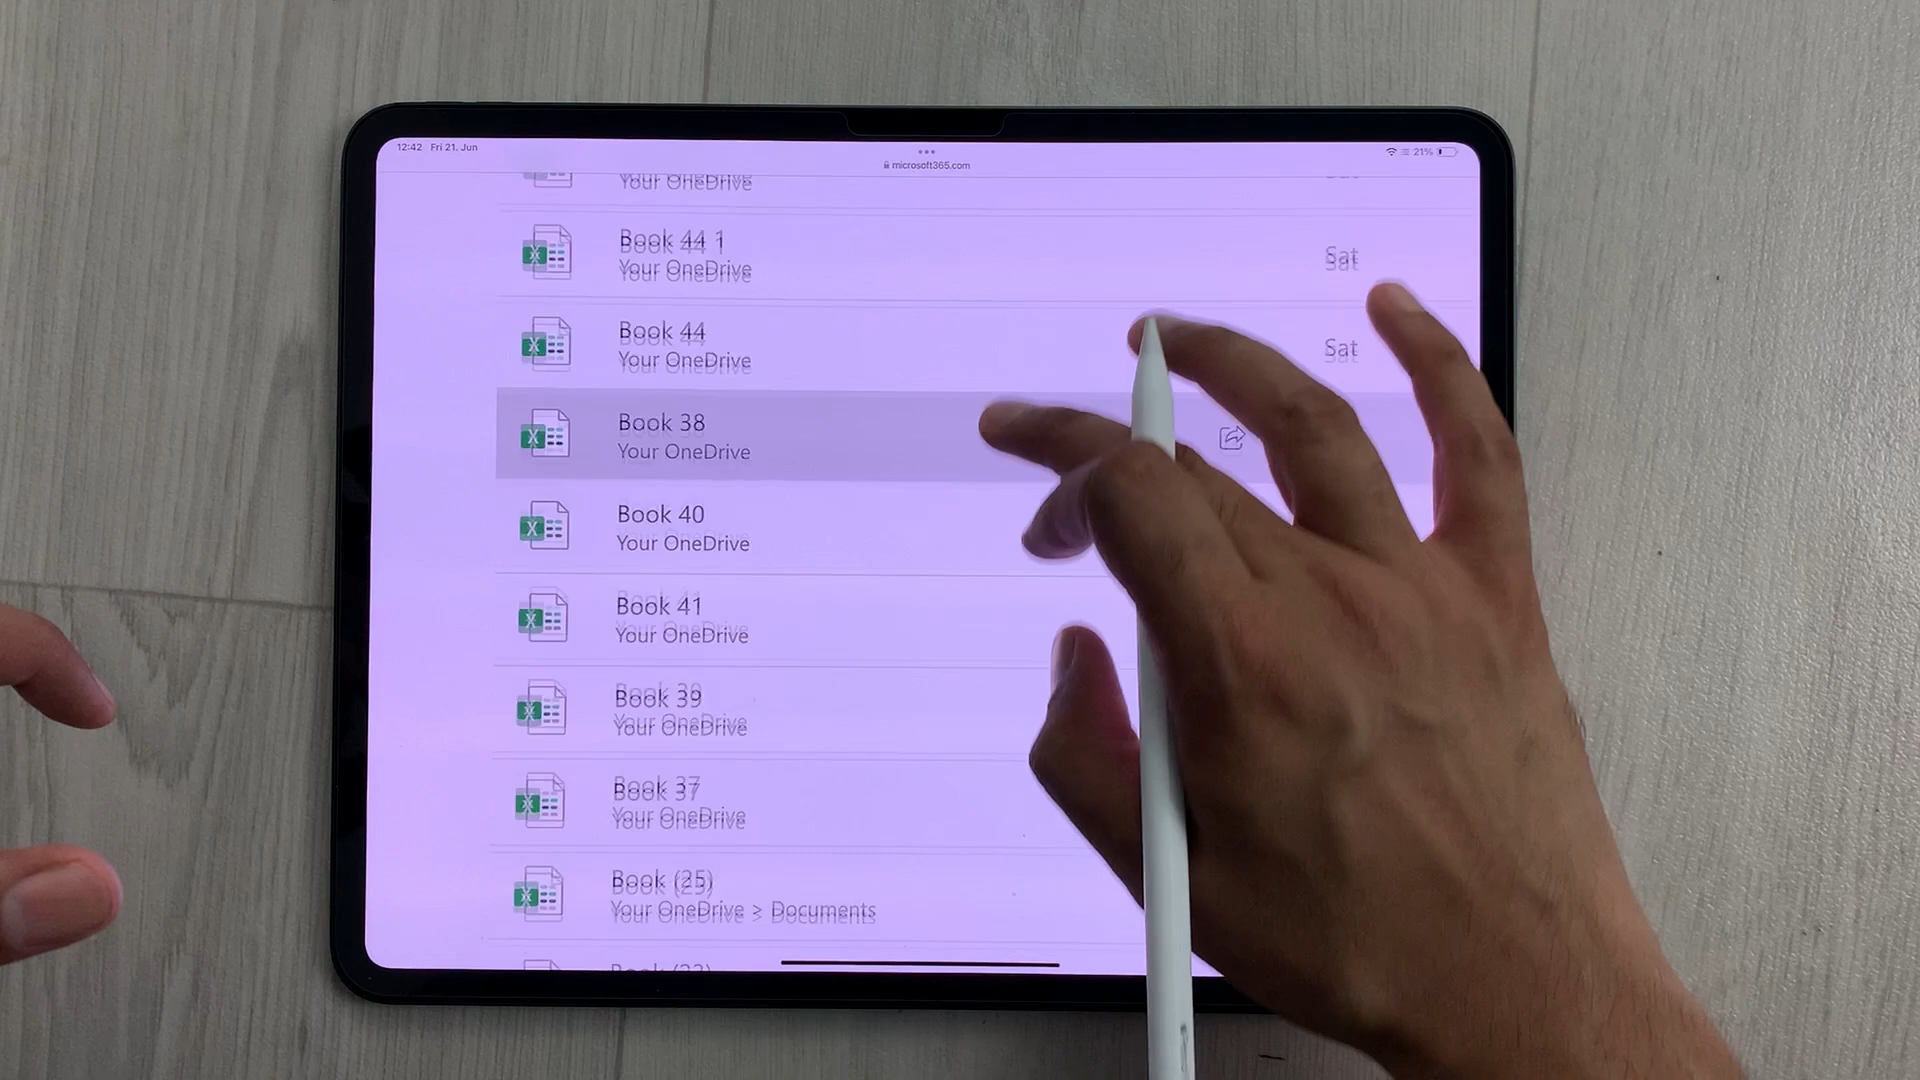 12:42 Fri 21. Jun
microsoft365.com
21%
Your OneDrive
Book 44 1
Your OneDrive
Sat
Book 44
Your OneDrive
Sat
Book 38
Your OneDrive
Book 40
Your OneDrive
Book 41
Your OneDrive
Book 39
Your OneDrive
Book 37
Your OneDrive
Book (25)
Your OneDrive > Documents